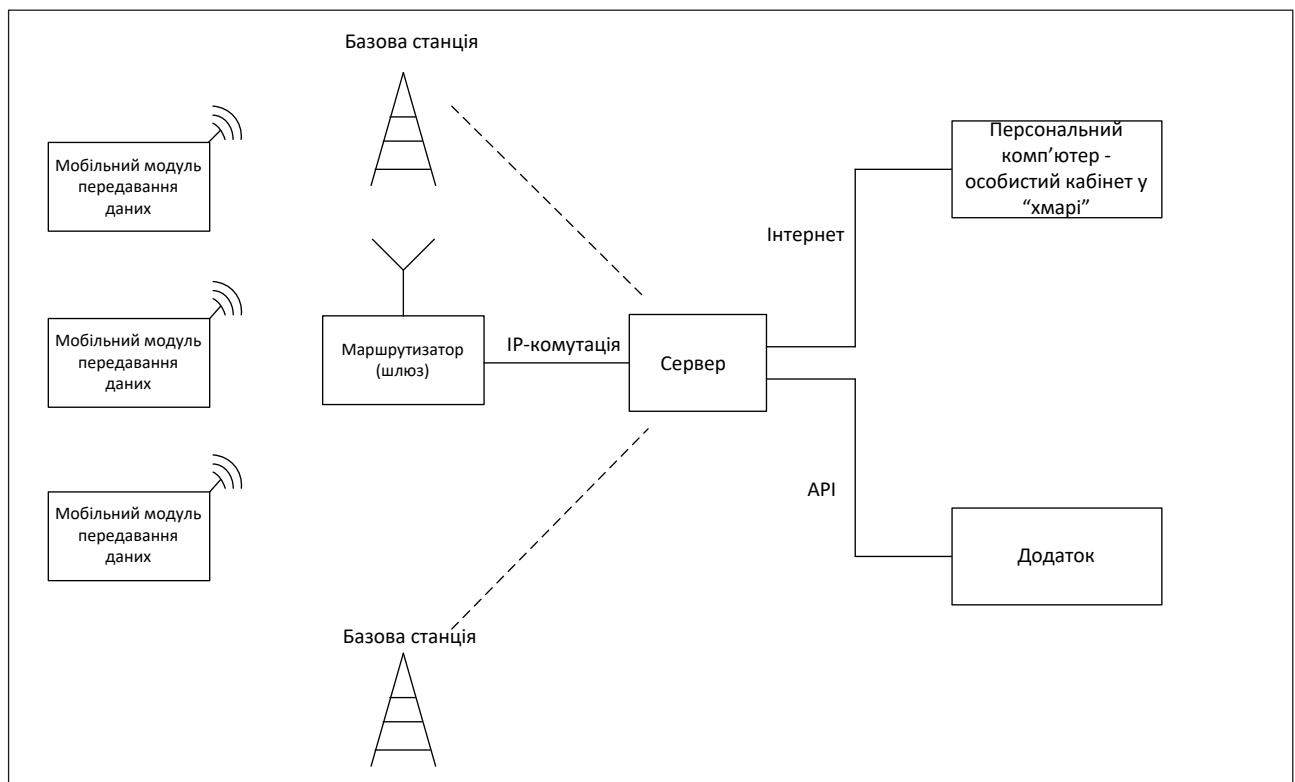 Базова станція
Мобільний модуль
передавання
даних
Персональний
комп’ютер -
особистий кабінет у
“хмарі”
Інтернет
Мобільний модуль
передавання
даних
Маршрутизатор
(шлюз)
IP-комутація
Сервер
Мобільний модуль
передавання
даних
API
Додаток
Базова станція